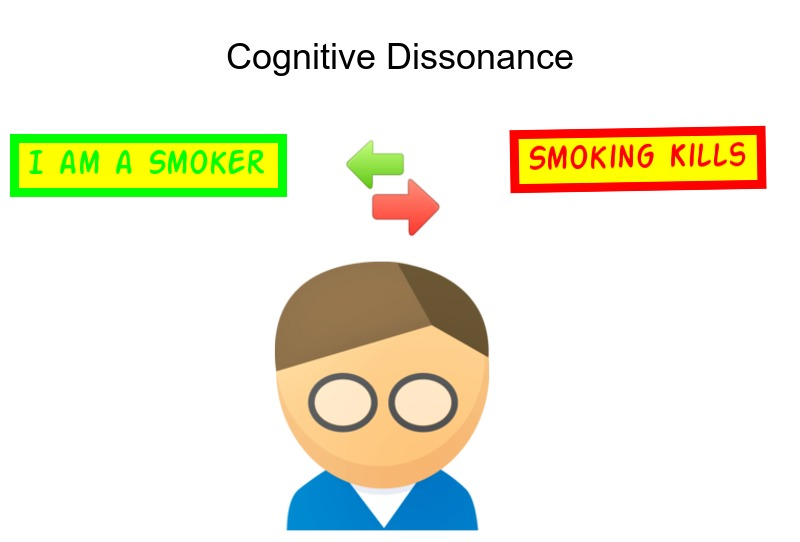 Cognitive Dissonance
I AM A SMOKER
SMOKING KILLS